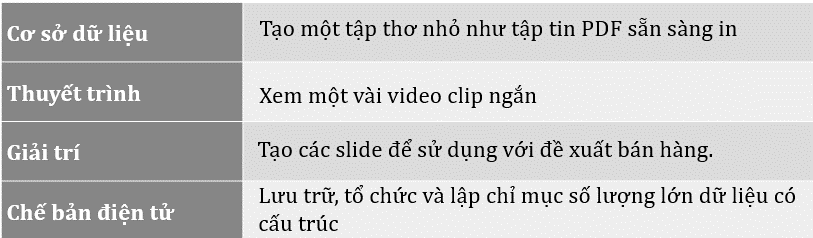 Cơ sở dữ liệu
Tạo một tập thơ nhỏ như tập tin PDF sẵn sàng in
Thuyết trình
Xem một vài video clip ngắn
Giải trí
Tạo các slide để sử dụng với đề xuất bán hàng.
Chế bản điện tử
Lưu trữ, tổ chức và lập chỉ mục số lượng lớn dữ liệu có
cấu trúc